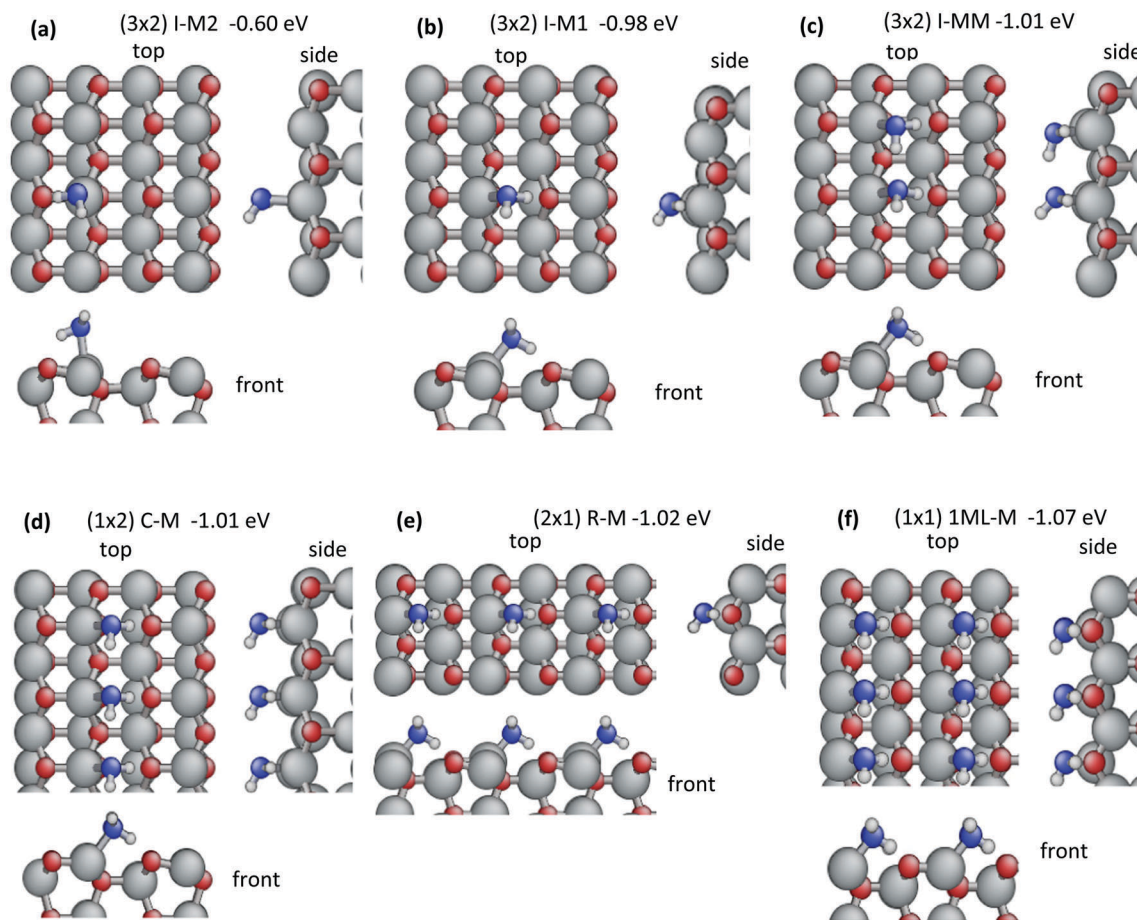 (a) (3x2) I-M2 -0.60 eV
top side
front
(b) (3x2) I-M1 -0.98 eV
top side
front
(c) (3x2) I-MM -1.01 eV
top side
front
(d) (1x2) C-M -1.01 eV
top side
front
(e) (2x1) R-M -1.02 eV
top side
front
(f) (1x1) 1ML-M -1.07 eV
top side
front